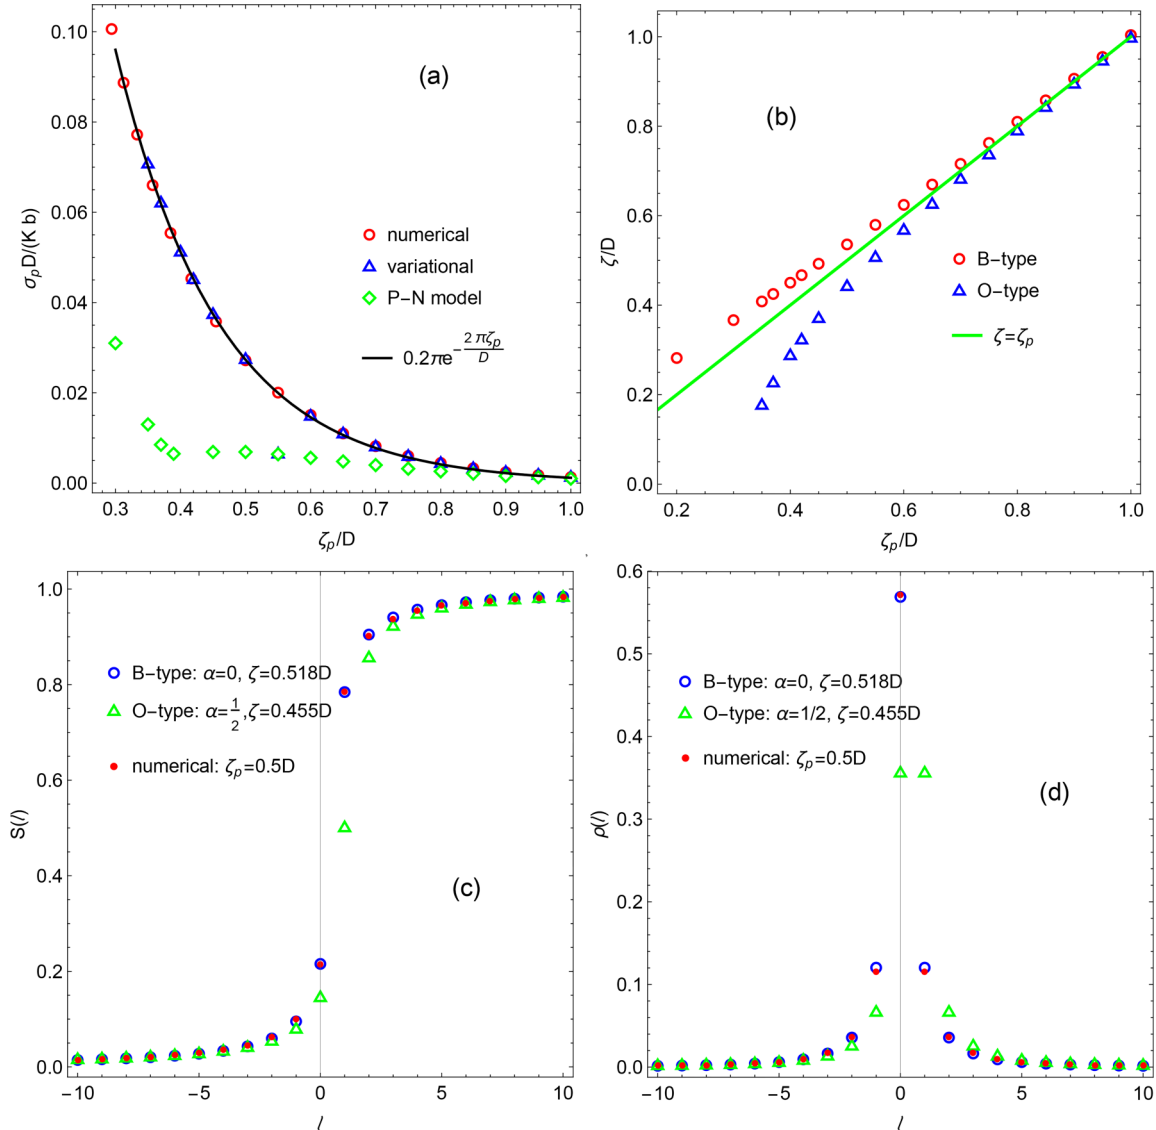 0.10
0.08
0.06
0.04
0.02
0.00
σₚD/(K b)
(a)
numerical
variational
P−N model
0.2πe^(−2πζₚ/D)
0.3 0.4 0.5 0.6 0.7 0.8 0.9 1.0
ζₚ/D
1.0
0.8
0.6
0.4
0.2
0.0
ζ/D
(b)
B−type
O−type
ζ=ζₚ
0.2 0.4 0.6 0.8 1.0
ζₚ/D
1.0
0.8
0.6
0.4
0.2
0.0
S(l)
B−type: α=0, ζ=0.518D
O−type: α=1/2,ζ=0.455D
numerical: ζₚ=0.5D
(c)
−10 −5 0 5 10
l
0.6
0.5
0.4
0.3
0.2
0.1
0.0
ρ(l)
B−type: α=0, ζ=0.518D
O−type: α=1/2, ζ=0.455D
numerical: ζₚ=0.5D
(d)
−10 −5 0 5 10
l